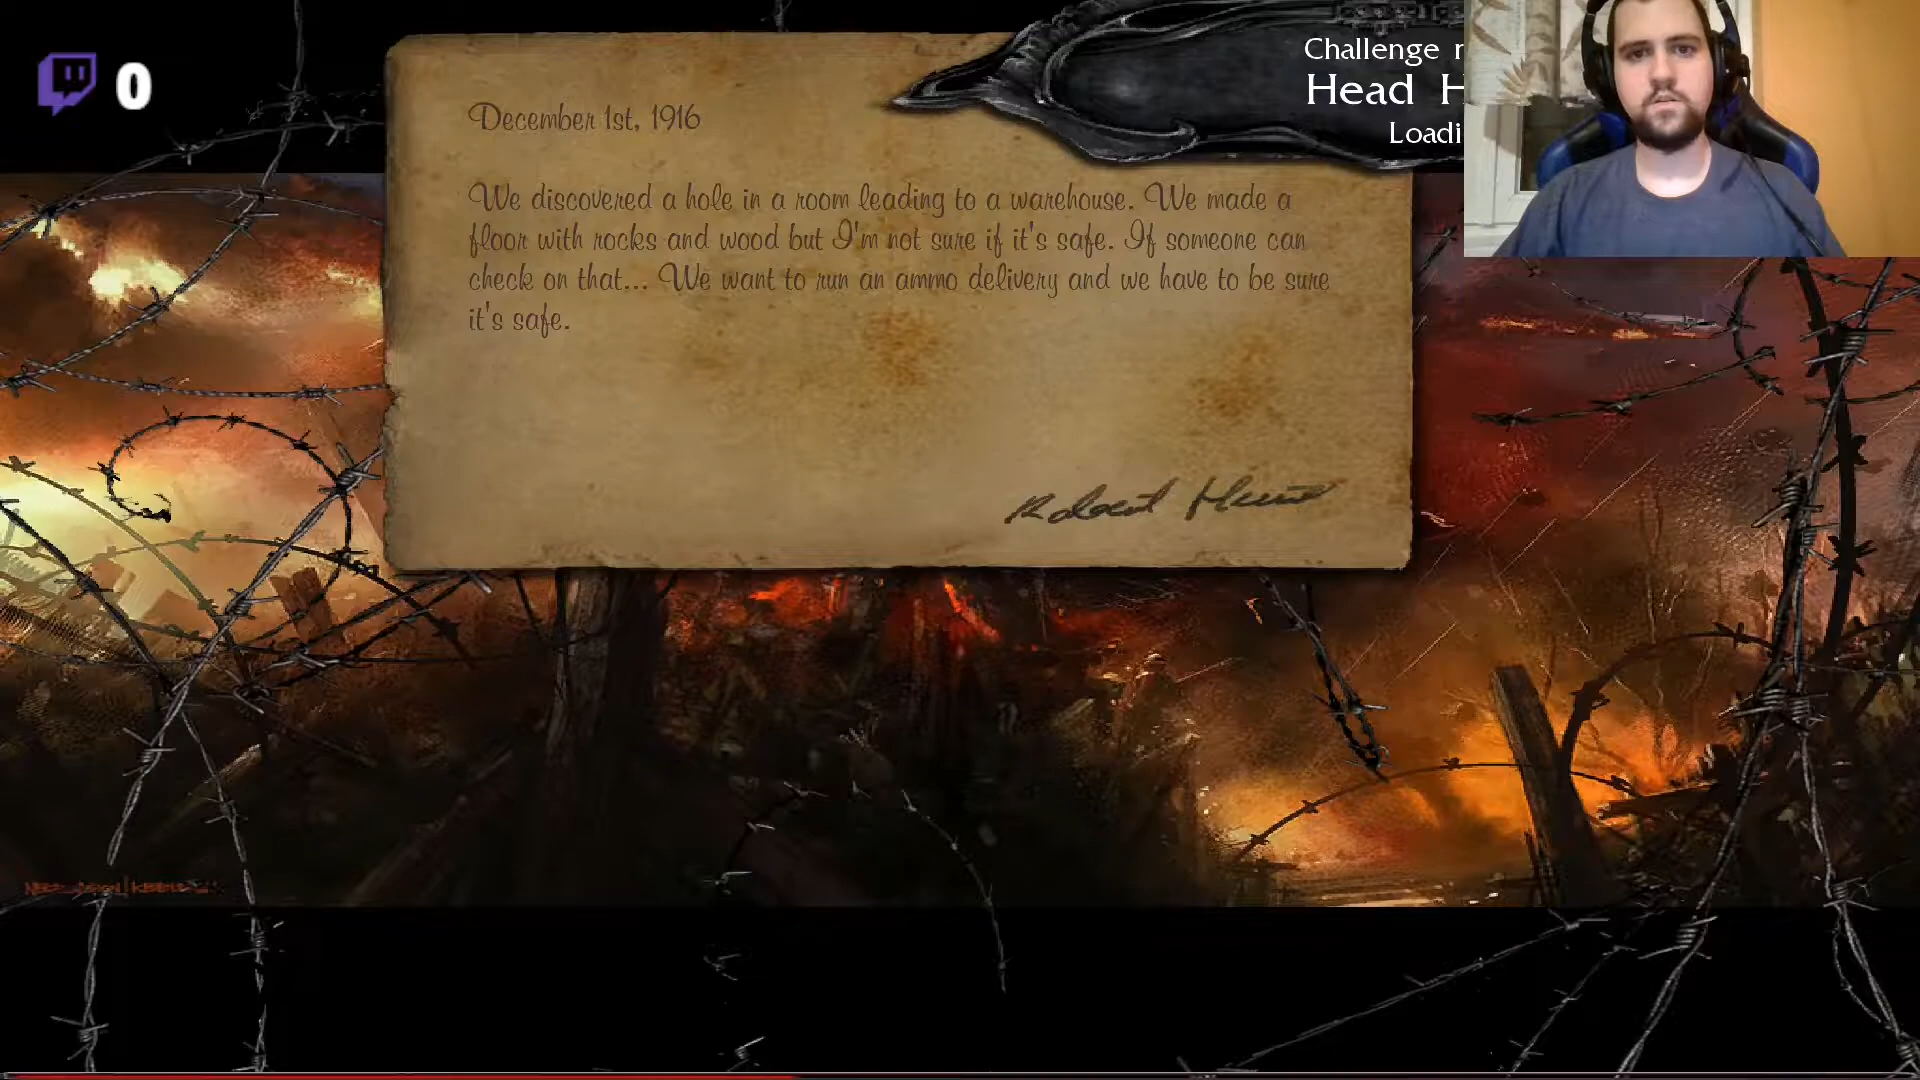 0
Challenge
Head H
Loadi
December 1st, 1916
We discovered a hole in a room leading to a warehouse. We made a
floor with rocks and wood but I'm not sure if it's safe. If someone can
check on that... We want to run an ammo delivery and we have to be sure
it's safe.